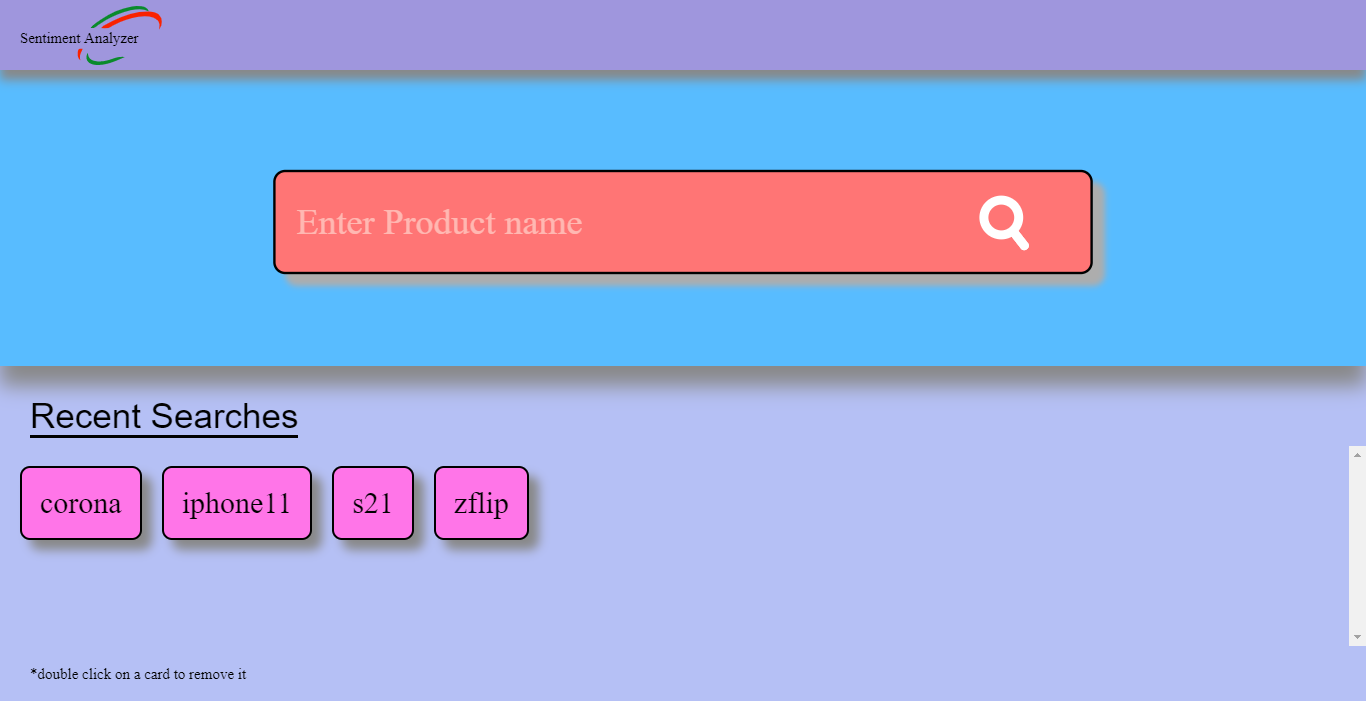 Sentiment Analyzer
Enter Product name
Recent Searches
corona iphone11 s21 zflip
*double click on a card to remove it